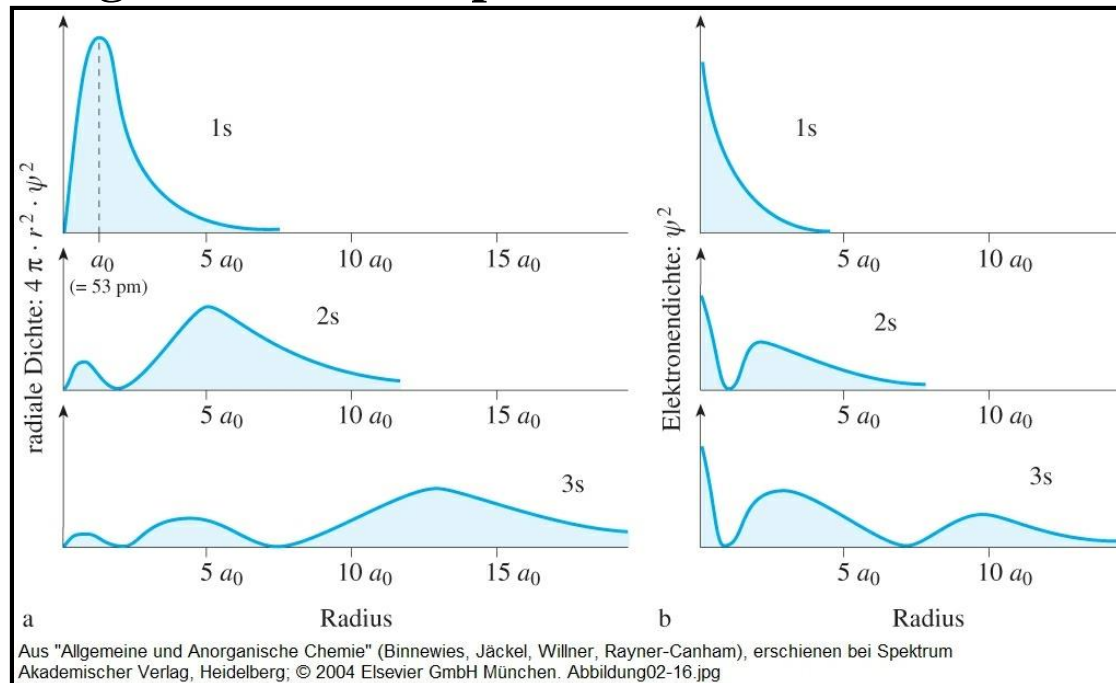 radiale Dichte: 4 π · r² · ψ²
1s
a₀
(= 53 pm)
5 a₀
10 a₀
15 a₀
2s
5 a₀
10 a₀
15 a₀
3s
5 a₀
10 a₀
15 a₀
a
Radius
Elektronendichte: ψ²
1s
5 a₀
10 a₀
2s
5 a₀
10 a₀
3s
5 a₀
10 a₀
b
Radius
Aus "Allgemeine und Anorganische Chemie" (Binnewies, Jäckel, Willner, Rayner-Canham), erschienen bei Spektrum
Akademischer Verlag, Heidelberg; © 2004 Elsevier GmbH München. Abbildung02-16.jpg